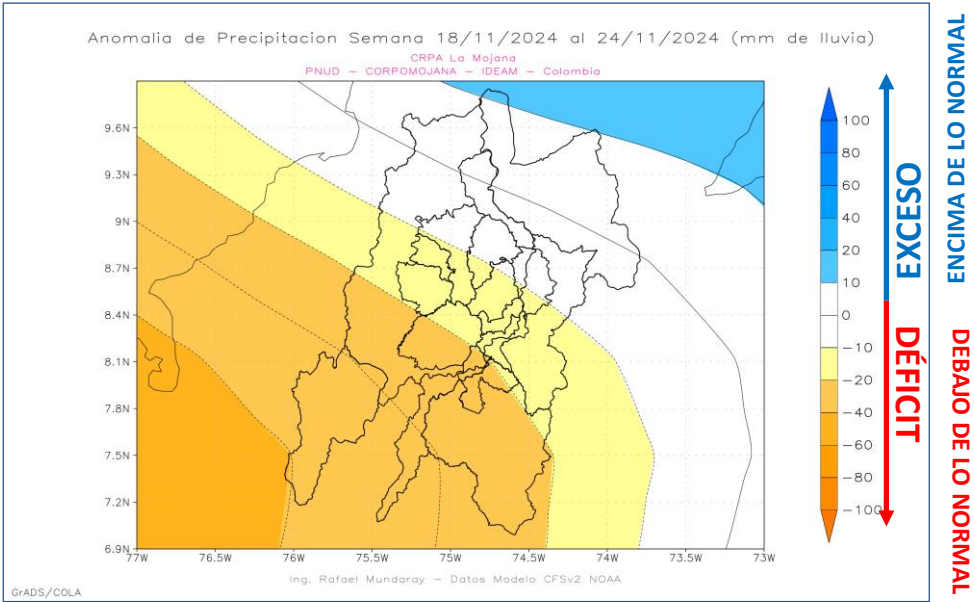 Anomalia de Precipitacion Semana 18/11/2024 al 24/11/2024 (mm de lluvia)
CRPA La Mojana
PNUD – CORPOMOJANA – IDEAM – Colombia
9.6N
9.3N
9N
8.7N
8.4N
8.1N
7.8N
7.5N
7.2N
6.9N
77W 76.5W 76W 75.5W 75W 74.5W 74W 73.5W 73W
100
80
60
40
20
10
0
−10
−20
−40
−60
−80
−100
EXCESO
DÉFICIT
ENCIMA DE LO NORMAL
DEBAJO DE LO NORMAL
Ing. Rafael Mundaray – Datos Modelo CFSv2 NOAA
GrADS/COLA